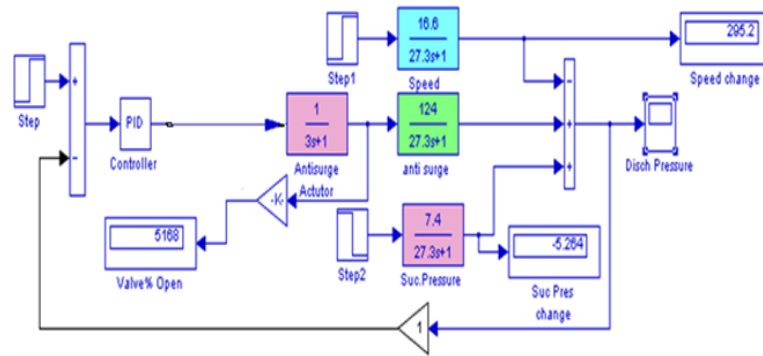 16.6
27.3s+1
Speed
Step1
295.2
Speed change
+
−
Step
PID
Controller
1
3s+1
Antisurge
Actutor
124
27.3s+1
anti surge
−
+
+
Disch Pressure
-K-
5168
Valve% Open
Step2
7.4
27.3s+1
Suc.Pressure
-5.264
Suc Pres
change
1